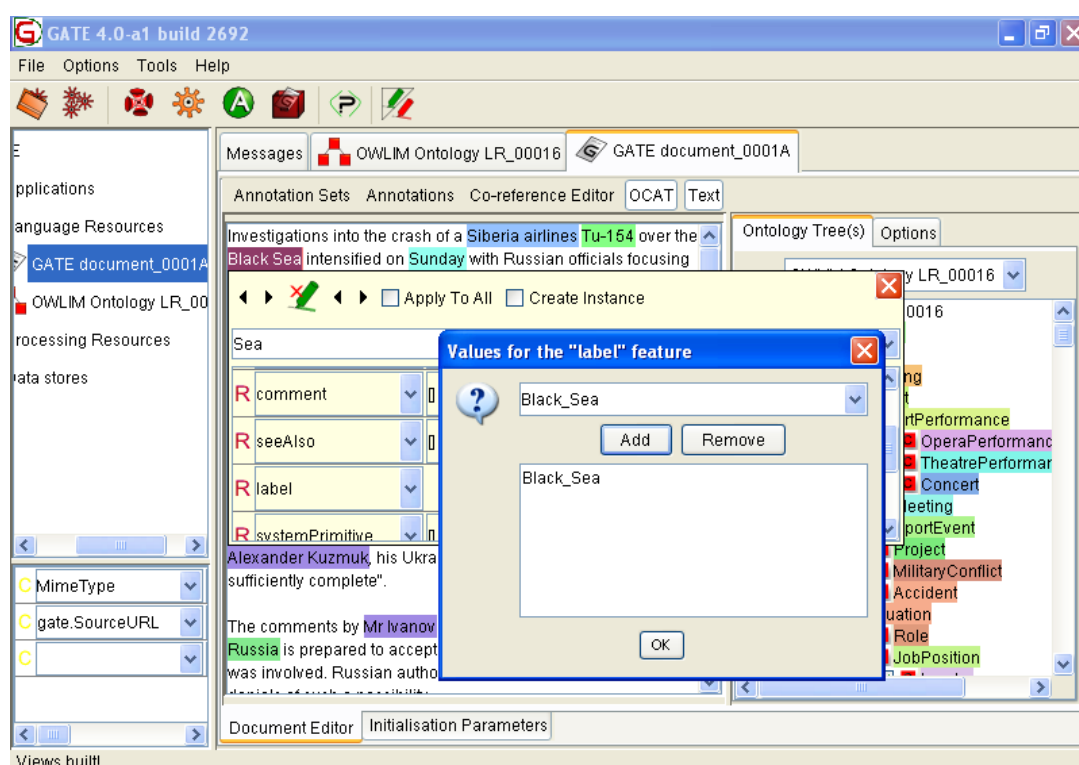 GATE 4.0-a1 build 2692
File Options Tools Help
E
pplications
anguage Resources
GATE document_0001A
OWLIM Ontology LR_00
rocessing Resources
ata stores
MimeType
gate.SourceURL
Messages OWLIM Ontology LR_00016 GATE document_0001A
Annotation Sets Annotations Co-reference Editor OCAT Text
Investigations into the crash of a Siberia airlines Tu-154 over the
Black Sea intensified on Sunday with Russian officials focusing
Apply To All Create Instance
Sea
R comment []
R seeAlso []
R label
R systemPrimitive []
Values for the "label" feature
Black_Sea
Add Remove
Black_Sea
OK
Alexander Kuzmuk, his Ukra
sufficiently complete".
The comments by Mr Ivanov
Russia is prepared to accept
was involved. Russian autho
Ontology Tree(s) Options
y LR_00016
0016
ng
t
rtPerformance
C OperaPerformanc
TheatrePerformar
C Concert
eeting
portEvent
Project
MilitaryConflict
Accident
uation
Role
JobPosition
Document Editor Initialisation Parameters
Views built!